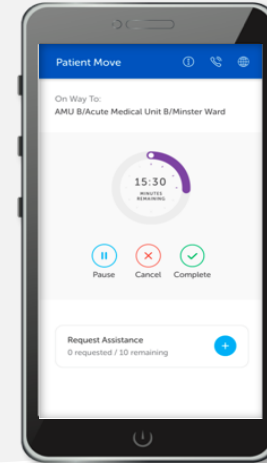 Patient Move
On Way To:
AMU B/Acute Medical Unit B/Minster Ward
15:30
MINUTES
REMAINING
Pause Cancel Complete
Request Assistance
0 requested / 10 remaining